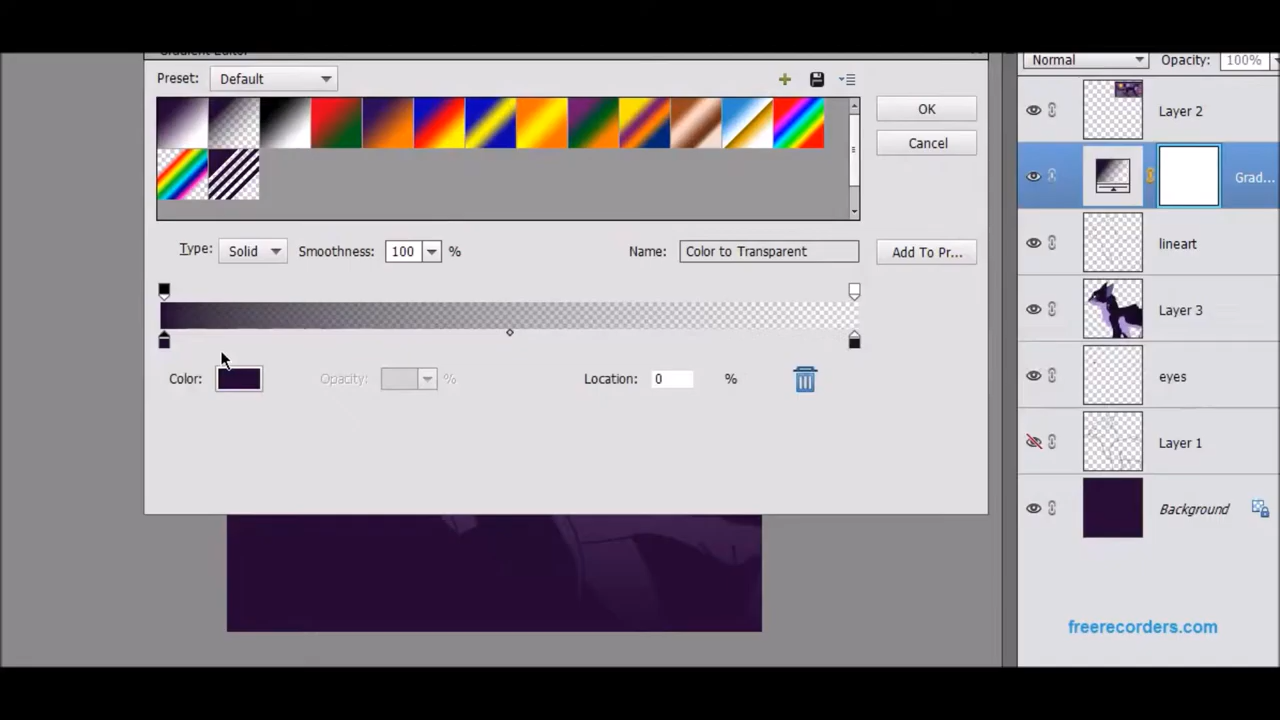 Gradient Editor
Preset: Default
OK
Cancel
Type: Solid Smoothness: 100 %
Name: Color to Transparent
Add To Pr...
Color: Opacity: %
Location: 0 %
Normal Opacity: 100%
Layer 2
Grad...
lineart
Layer 3
eyes
Layer 1
Background
freerecorders.com